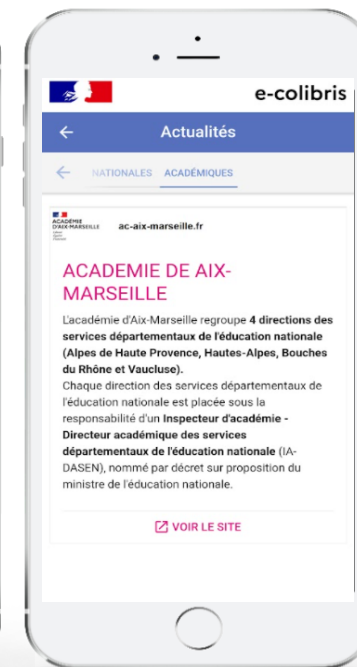 e-colibris
Actualités
NATIONALES ACADÉMIQUES
ACADÉMIE
D'AIX-MARSEILLE
ac-aix-marseille.fr
ACADEMIE DE AIX-
MARSEILLE
L'académie d'Aix-Marseille regroupe 4 directions des
services départementaux de l'éducation nationale
(Alpes de Haute Provence, Hautes-Alpes, Bouches
du Rhône et Vaucluse).
Chaque direction des services départementaux de
l'éducation nationale est placée sous la
responsabilité d'un Inspecteur d'académie -
Directeur académique des services
départementaux de l'éducation nationale (IA-
DASEN), nommé par décret sur proposition du
ministre de l'éducation nationale.
VOIR LE SITE